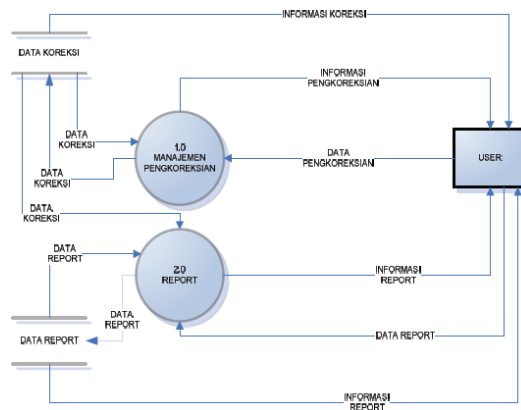 INFORMASI KOREKSI
DATA KOREKSI
INFORMASI
PENGKOREKSIAN
DATA
KOREKSI
1.0
MANAJEMEN
PENGKOREKSIAN
DATA
PENGKOREKSIAN
USER
DATA
KOREKSI
DATA
KOREKSI
DATA
REPORT
2.0
REPORT
INFORMASI
REPORT
DATA
REPORT
DATA REPORT
DATA REPORT
INFORMASI
REPORT